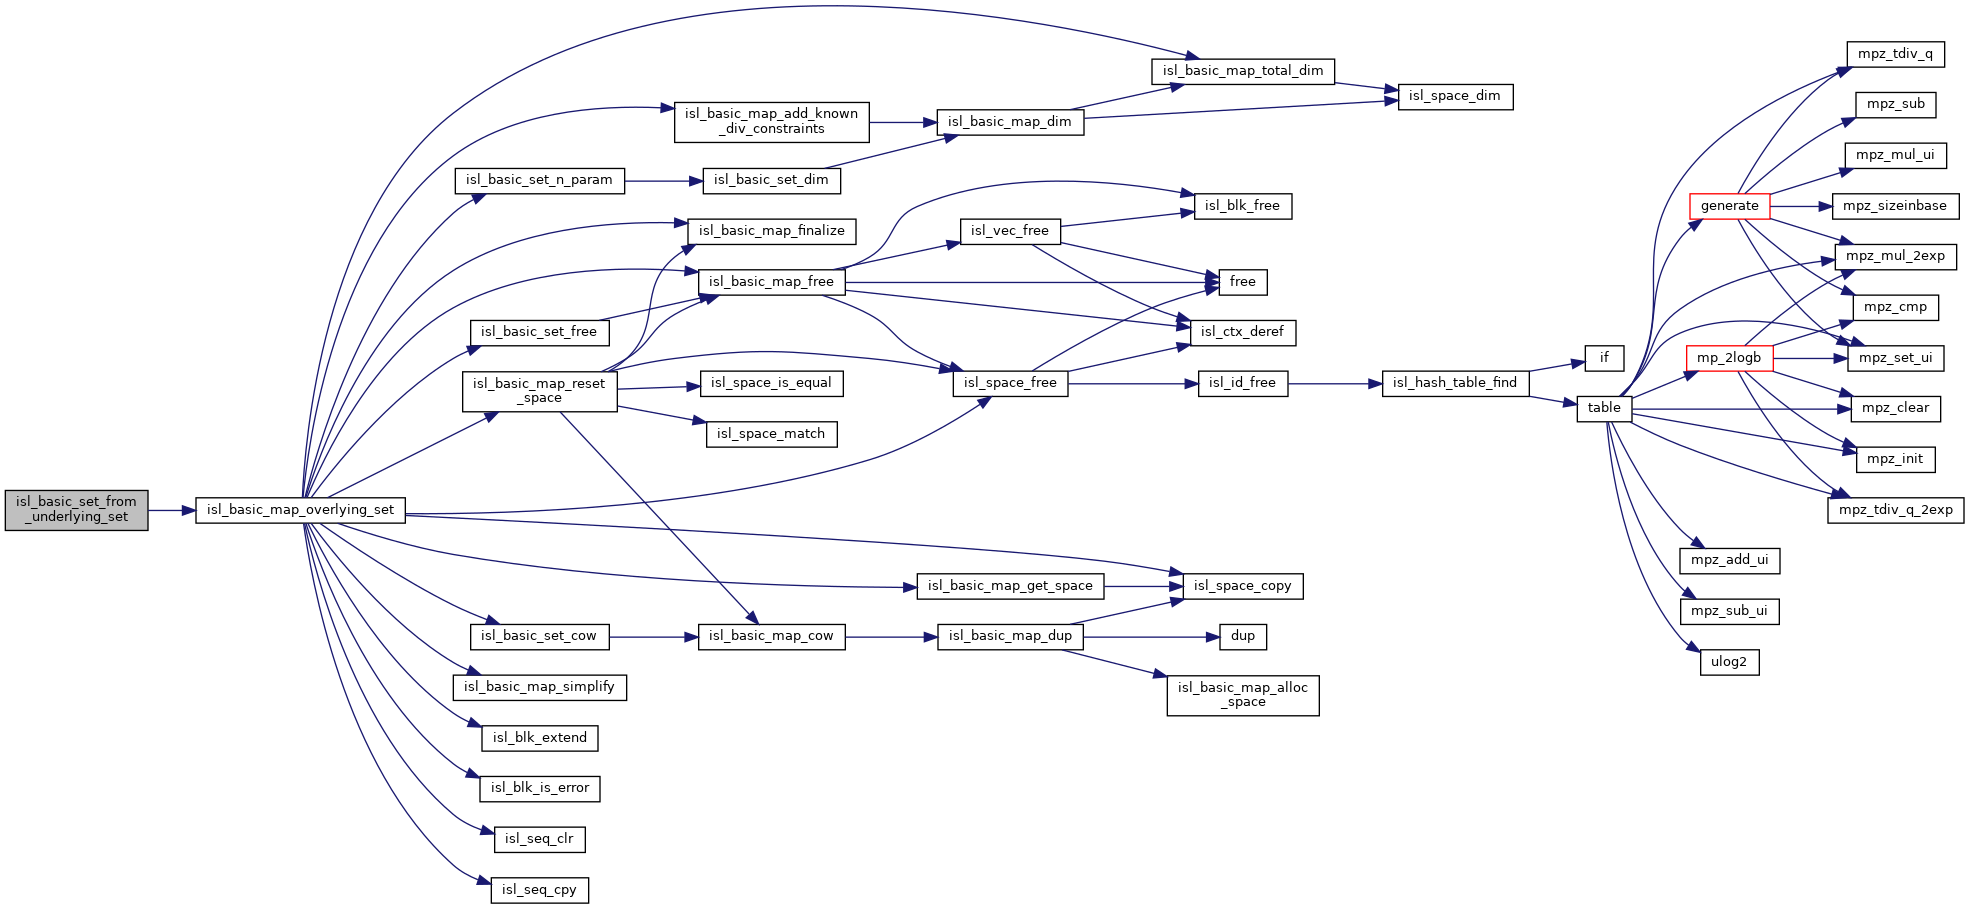 isl_basic_set_from
_underlying_set
isl_basic_map_overlying_set
isl_basic_map_add_known
_div_constraints
isl_basic_set_n_param
isl_basic_set_dim
isl_basic_map_finalize
isl_basic_map_free
isl_basic_set_free
isl_basic_map_reset
_space
isl_space_is_equal
isl_space_match
isl_basic_set_cow
isl_basic_map_cow
isl_basic_map_simplify
isl_blk_extend
isl_blk_is_error
isl_seq_clr
isl_seq_cpy
isl_basic_map_total_dim
isl_space_dim
isl_basic_map_dim
isl_blk_free
isl_vec_free
free
isl_ctx_deref
isl_space_free
isl_id_free
isl_hash_table_find
isl_basic_map_get_space
isl_space_copy
isl_basic_map_dup
dup
isl_basic_map_alloc
_space
if
table
generate
mp_2logb
mpz_tdiv_q
mpz_sub
mpz_mul_ui
mpz_sizeinbase
mpz_mul_2exp
mpz_cmp
mpz_set_ui
mpz_clear
mpz_init
mpz_tdiv_q_2exp
mpz_add_ui
mpz_sub_ui
ulog2